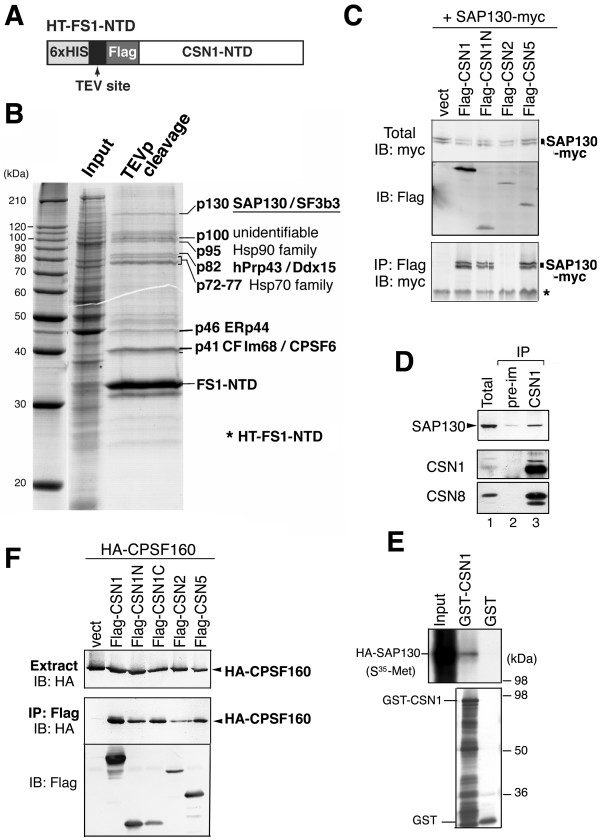 A
HT-FS1-NTD
6xHIS Flag CSN1-NTD
TEV site
B
Input
TEVp cleavage
(kDa)
210
120
100
90
80
70
60
50
40
30
20
p130 SAP130/SF3b3
p100 unidentifiable
p95 Hsp90 family
p82 hPrp43/Ddx15
p72-77 Hsp70 family
p46 ERp44
p41 CF Im68/CPSF6
FS1-NTD
* HT-FS1-NTD
C
+ SAP130-myc
vect
Flag-CSN1
Flag-CSN1N
Flag-CSN2
Flag-CSN5
Total
IB: myc
SAP130
-myc
IB: Flag
IP: Flag
IB: myc
SAP130
-myc
*
D
IP
Total
pre-im
CSN1
SAP130
CSN1
CSN8
1 2 3
E
Input
GST-CSN1
GST
HA-SAP130
(S35-Met)
(kDa)
98
GST-CSN1
98
50
36
GST
F
HA-CPSF160
vect
Flag-CSN1
Flag-CSN1N
Flag-CSN1C
Flag-CSN2
Flag-CSN5
Extract
IB: HA
HA-CPSF160
IP: Flag
IB: HA
HA-CPSF160
IB: Flag